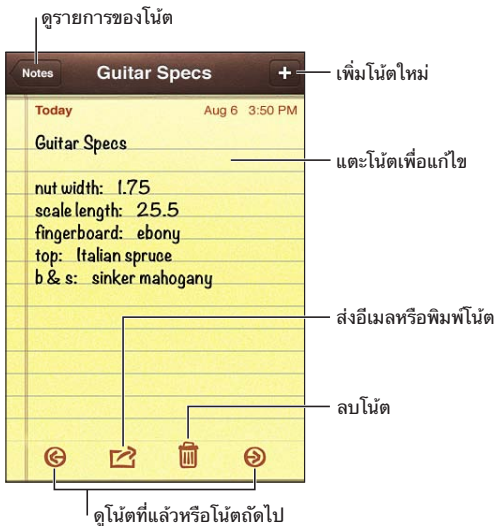 ดูรายการของโน้ต
Notes
Guitar Specs
+
เพิ่มโน้ตใหม่
Today
Aug 6 3:50 PM
Guitar Specs
แตะโน้ตเพื่อแก้ไข
nut width: 1.75
scale length: 25.5
fingerboard: ebony
top: Italian spruce
b & s: sinker mahogany
ส่งอีเมลหรือพิมพ์โน้ต
ลบโน้ต
ดูโน้ตที่แล้วหรือโน้ตถัดไป